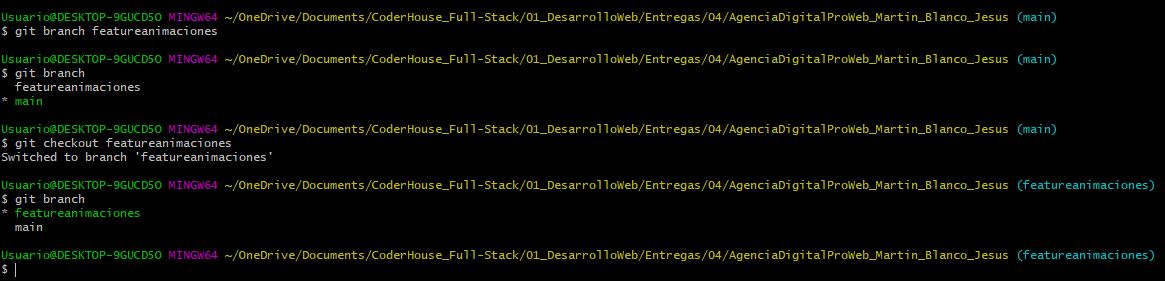 Usuario@DESKTOP-9GUCD5O MINGW64 ~/OneDrive/Documents/CoderHouse_Full-Stack/01_DesarrolloWeb/Entregas/04/AgenciaDigitalProWeb_Martin_Blanco_Jesus (main)
$ git branch featureanimaciones
Usuario@DESKTOP-9GUCD5O MINGW64 ~/OneDrive/Documents/CoderHouse_Full-Stack/01_DesarrolloWeb/Entregas/04/AgenciaDigitalProWeb_Martin_Blanco_Jesus (main)
$ git branch
  featureanimaciones
* main
Usuario@DESKTOP-9GUCD5O MINGW64 ~/OneDrive/Documents/CoderHouse_Full-Stack/01_DesarrolloWeb/Entregas/04/AgenciaDigitalProWeb_Martin_Blanco_Jesus (main)
$ git checkout featureanimaciones
Switched to branch 'featureanimaciones'
Usuario@DESKTOP-9GUCD5O MINGW64 ~/OneDrive/Documents/CoderHouse_Full-Stack/01_DesarrolloWeb/Entregas/04/AgenciaDigitalProWeb_Martin_Blanco_Jesus (featureanimaciones)
$ git branch
* featureanimaciones
  main
Usuario@DESKTOP-9GUCD5O MINGW64 ~/OneDrive/Documents/CoderHouse_Full-Stack/01_DesarrolloWeb/Entregas/04/AgenciaDigitalProWeb_Martin_Blanco_Jesus (featureanimaciones)
$